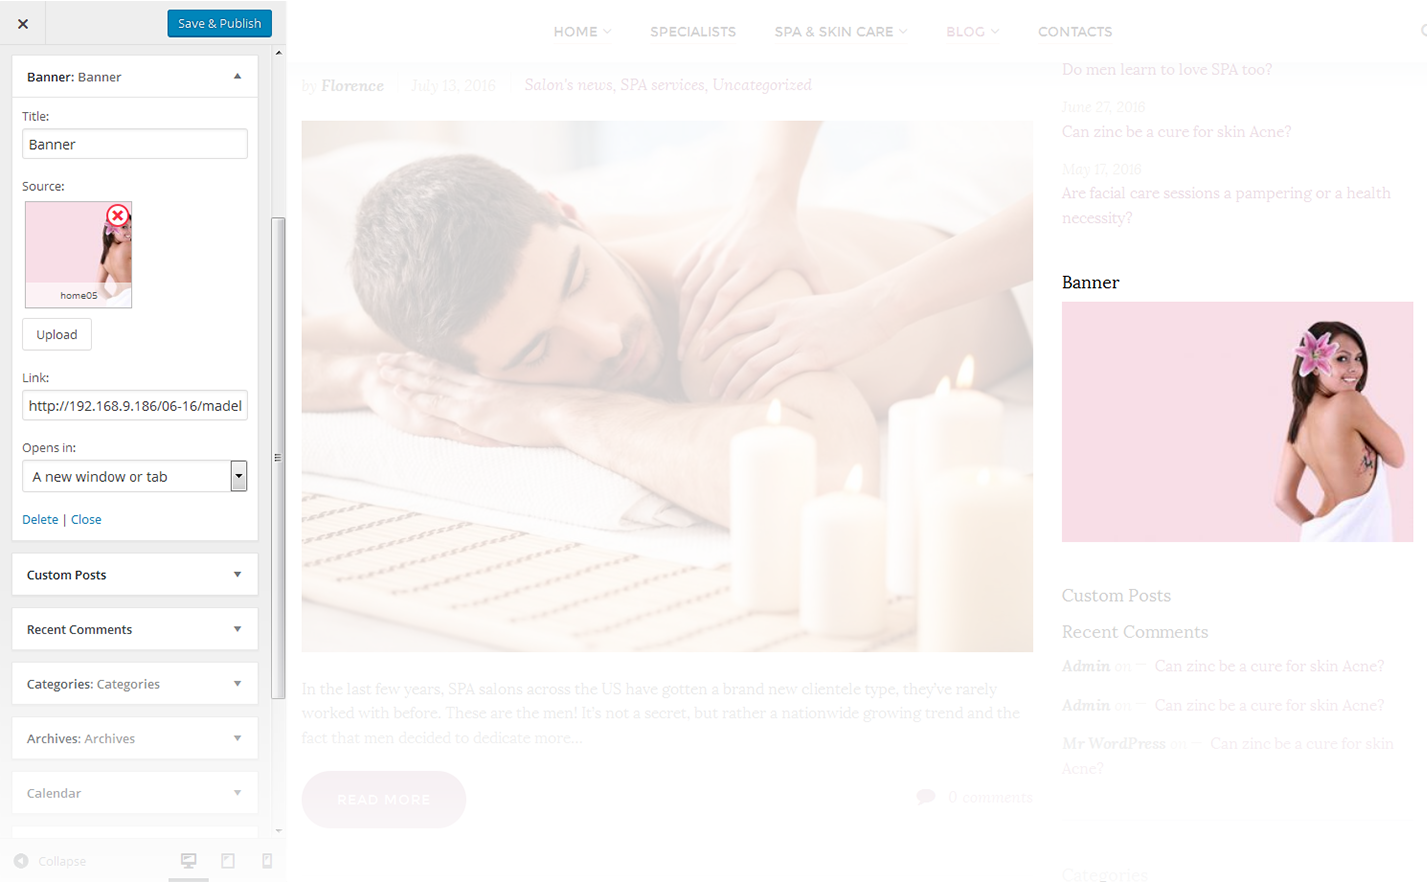 Save & Publish
Banner: Banner
Title:
Banner
Source:
home05
Upload
Link:
http://192.168.9.186/06-16/madel
Opens in:
A new window or tab
Delete | Close
Custom Posts
Recent Comments
Categories: Categories
Archives: Archives
Calendar
Collapse
HOME SPECIALISTS SPA & SKIN CARE BLOG CONTACTS
by Florence July 13, 2016 Salon's news, SPA services, Uncategorized
In the last few years, SPA salons across the US have gotten a brand new clientele type, they've rarely
worked with before. These are the men! It's not a secret, but rather a nationwide growing trend and the
fact that men decided to dedicate more...
READ MORE
0 comments
Do men learn to love SPA too?
June 27, 2016
Can zinc be a cure for skin Acne?
May 17, 2016
Are facial care sessions a pampering or a health
necessity?
Banner
Custom Posts
Recent Comments
Admin on — Can zinc be a cure for skin Acne?
Admin on — Can zinc be a cure for skin Acne?
Mr WordPress on — Can zinc be a cure for skin
Acne?
Categories